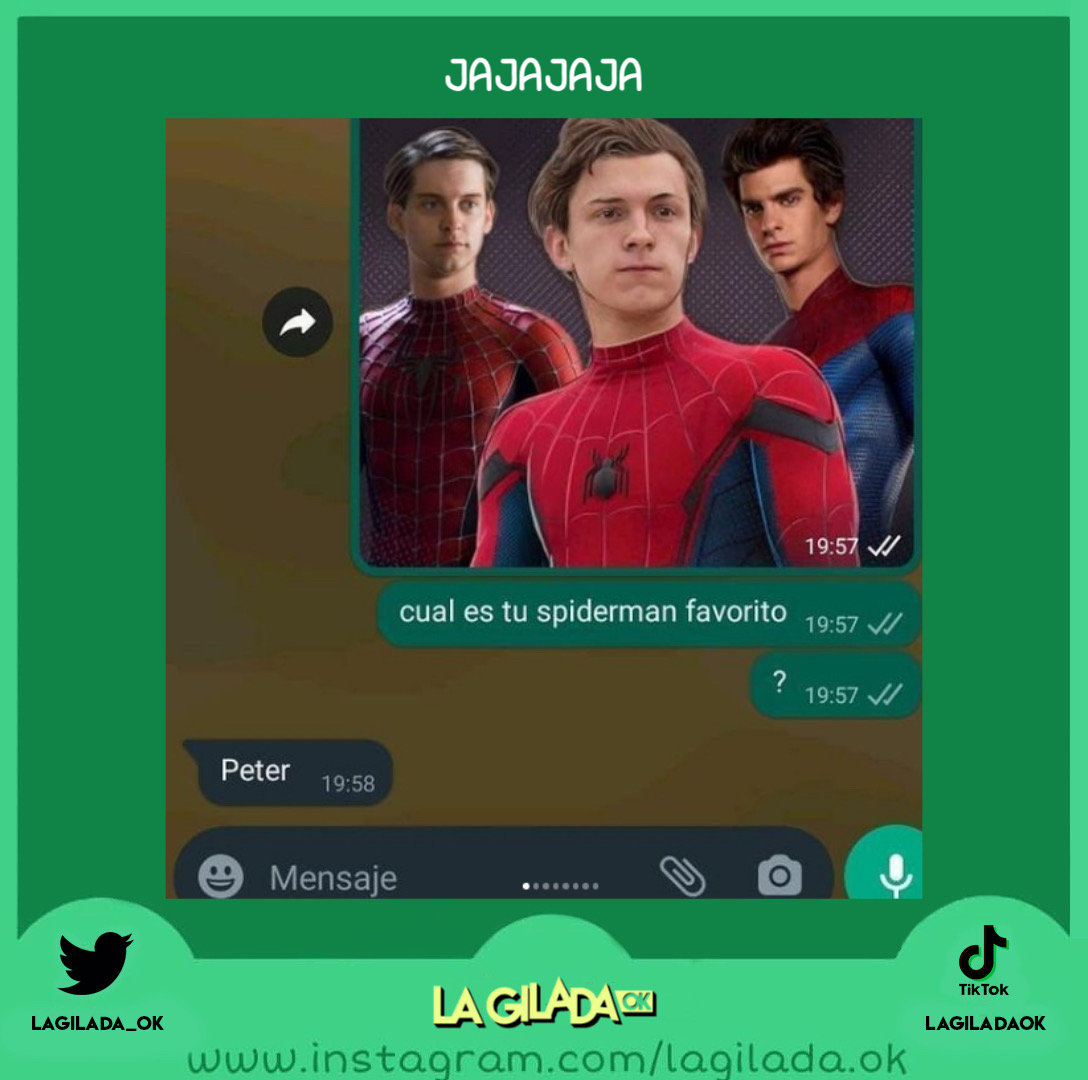 JAJAJAJA
19:57
cual es tu spiderman favorito 19:57
? 19:57
Peter 19:58
Mensaje
LAGILADA_OK
LA GILADA OK
TikTok
LAGILADAOK
www.instagram.com/lagilada.ok